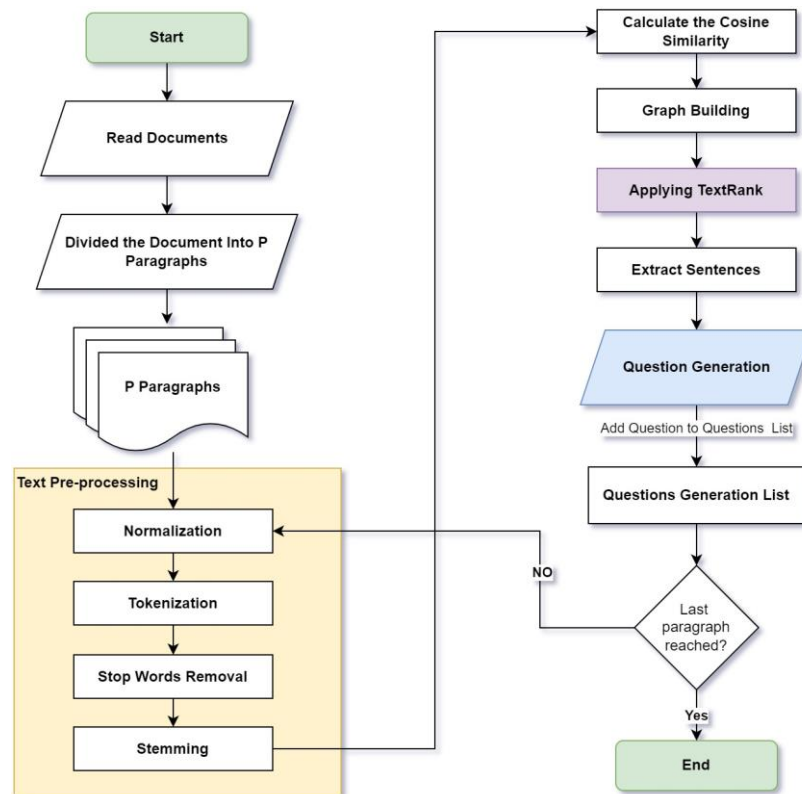 Start
Read Documents
Divided the Document Into P
Paragraphs
P Paragraphs
Text Pre-processing
Normalization
Tokenization
Stop Words Removal
Stemming
Calculate the Cosine
Similarity
Graph Building
Applying TextRank
Extract Sentences
Question Generation
Add Question to Questions List
Questions Generation List
NO
Last
paragraph
reached?
Yes
End